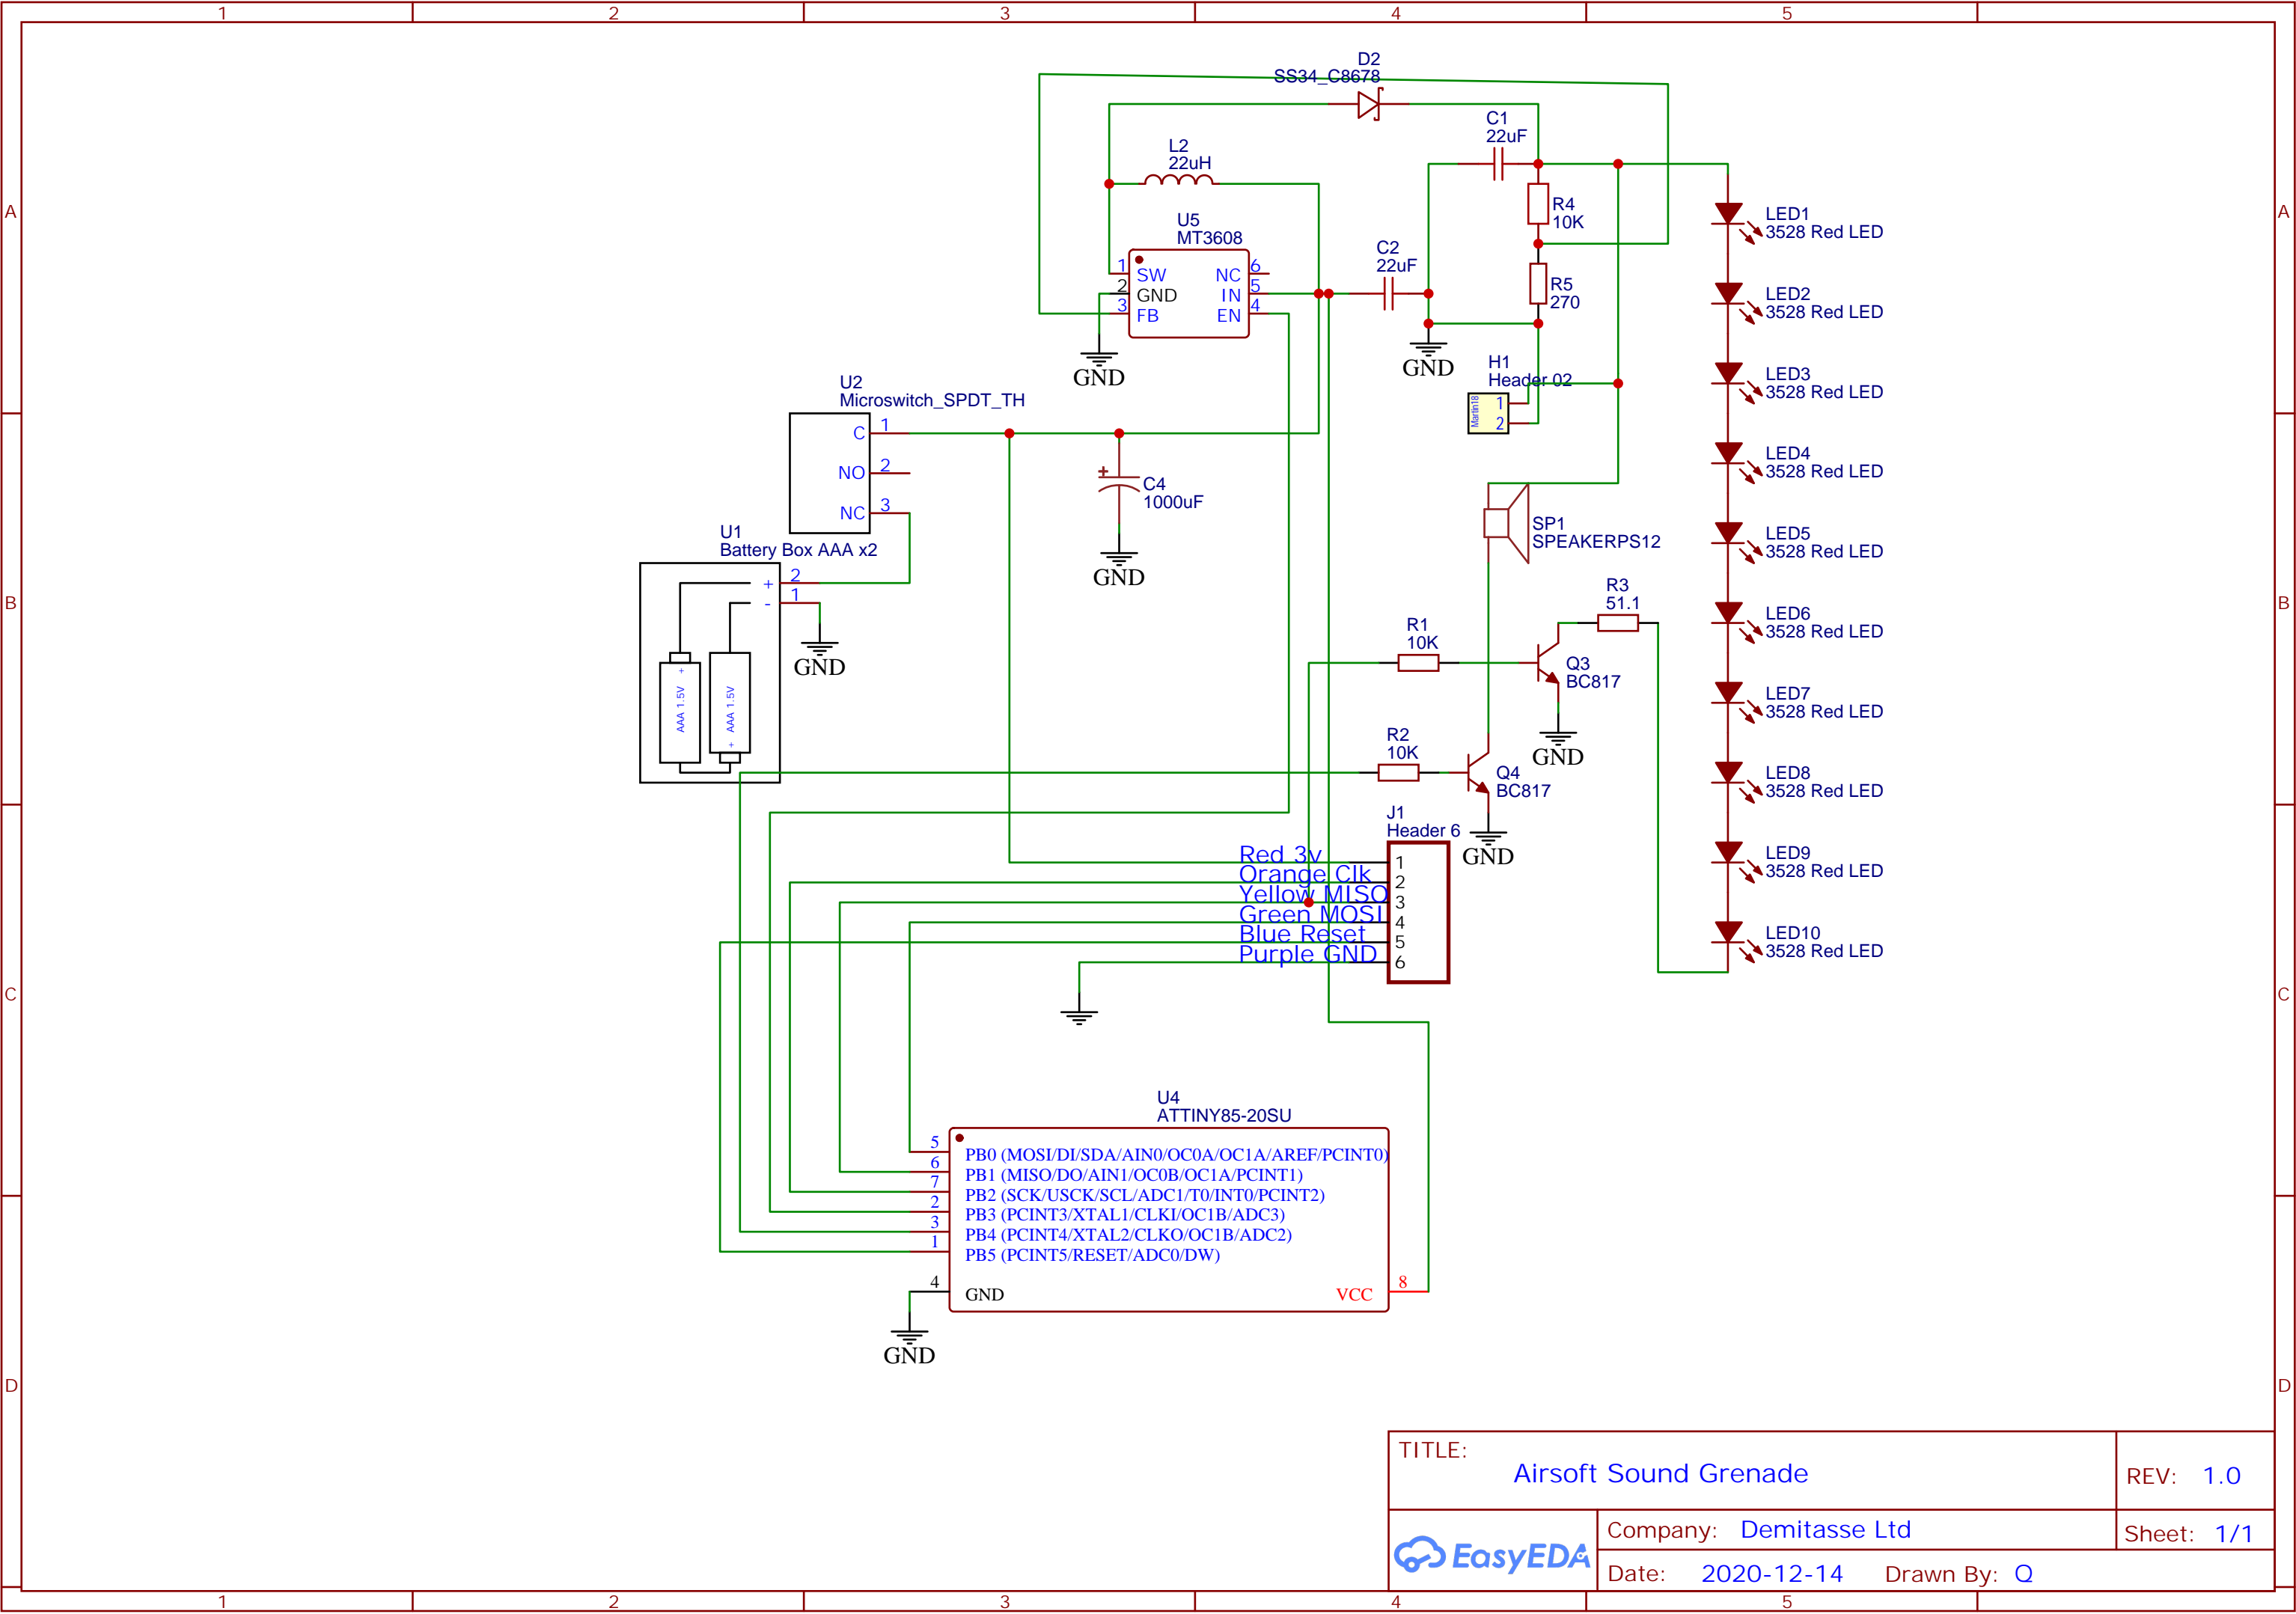 1 2 3 4 5
D2
SS34_C8678
C1
22uF
L2
22uH
A
A
R4
10K
LED1
3528 Red LED
U5
MT3608
C2
22uF
1 SW NC 6
2 GND IN 5
3 FB EN 4
R5
270
LED2
3528 Red LED
GND
GND
H1
Header 02
Martin18
1
2
LED3
3528 Red LED
U2
Microswitch_SPDT_TH
C 1
NO 2
NC 3
+
C4
1000uF
GND
LED4
3528 Red LED
SP1
SPEAKERPS12
LED5
3528 Red LED
U1
Battery Box AAA x2
+ 2
- 1
GND
AAA 1.5V +
AAA 1.5V +
B
B
R3
51.1
LED6
3528 Red LED
R1
10K
Q3
BC817
GND
LED7
3528 Red LED
R2
10K
Q4
BC817
GND
LED8
3528 Red LED
J1
Header 6
Red 3v 1
Orange Clk 2
Yellow MISO 3
Green MOSI 4
Blue Reset 5
Purple GND 6
LED9
3528 Red LED
LED10
3528 Red LED
C
C
U4
ATTINY85-20SU
5 PB0 (MOSI/DI/SDA/AIN0/OC0A/OC1A/AREF/PCINT0)
6 PB1 (MISO/DO/AIN1/OC0B/OC1A/PCINT1)
7 PB2 (SCK/USCK/SCL/ADC1/T0/INT0/PCINT2)
2 PB3 (PCINT3/XTAL1/CLKI/OC1B/ADC3)
3 PB4 (PCINT4/XTAL2/CLKO/OC1B/ADC2)
1 PB5 (PCINT5/RESET/ADC0/DW)
4 GND VCC 8
GND
D
D
TITLE:
Airsoft Sound Grenade
REV: 1.0
EasyEDA
Company: Demitasse Ltd
Sheet: 1/1
Date: 2020-12-14 Drawn By: Q
1 2 3 4 5